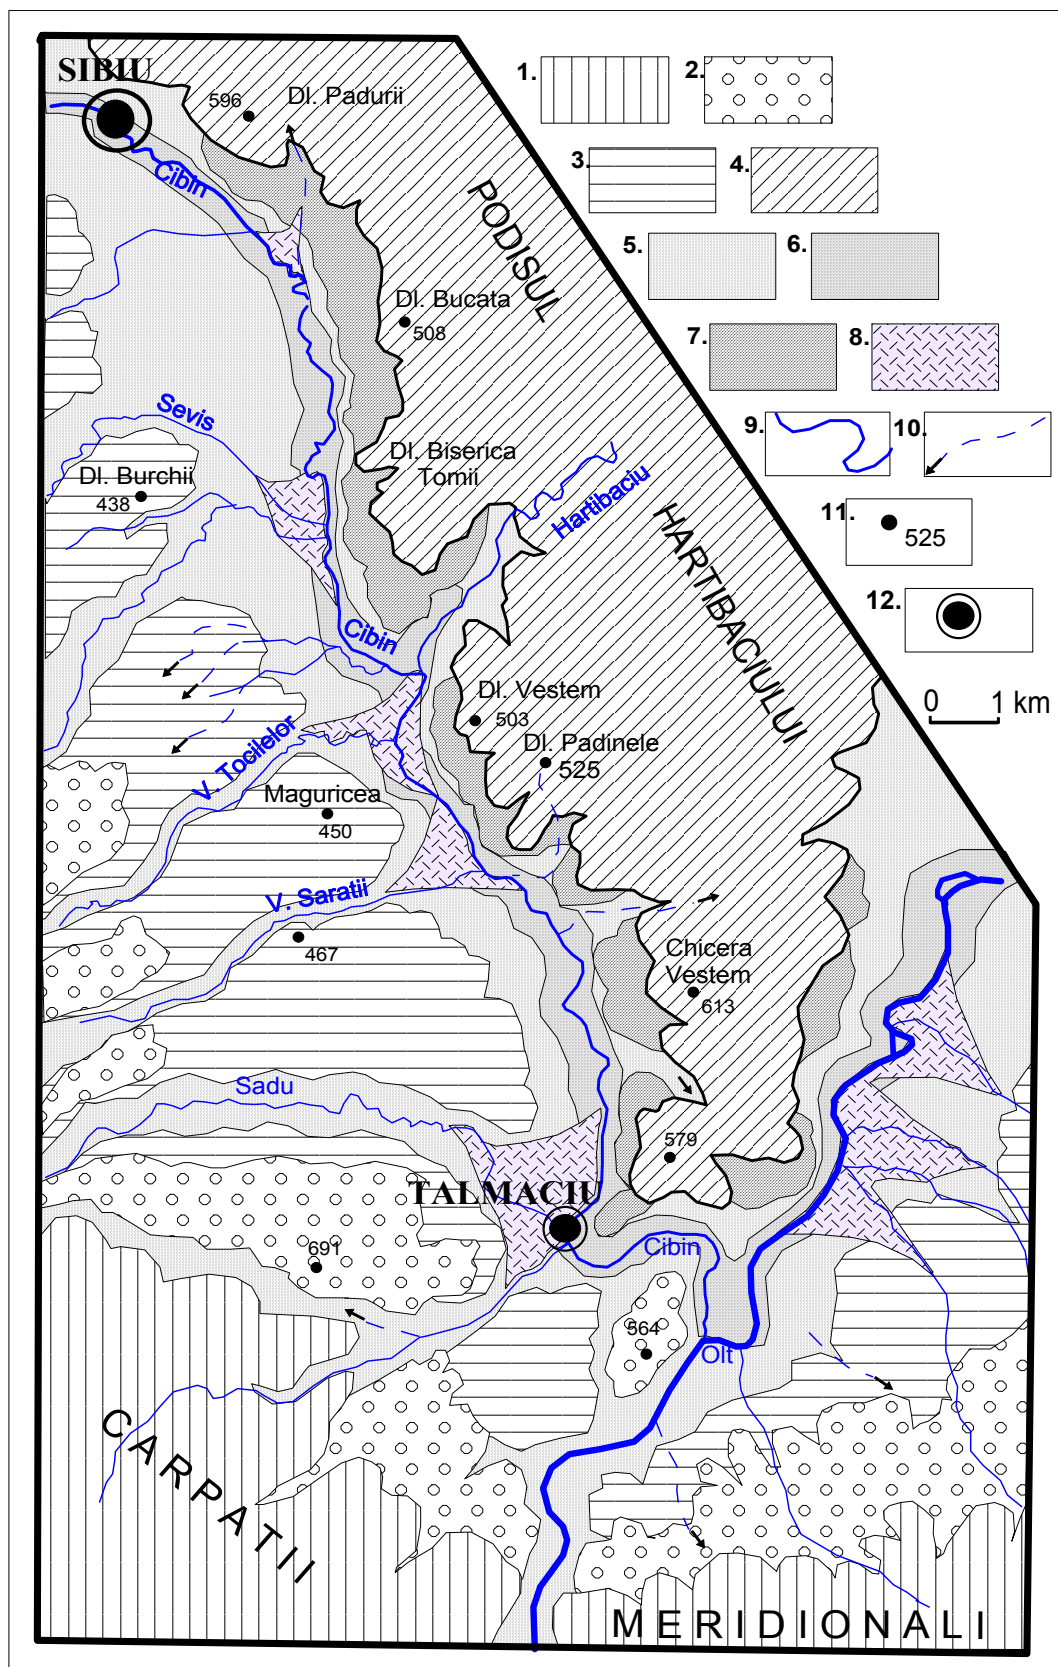 SIBIU
596
Dl. Padurii
Cibin
PODISUL
Dl. Bucata
508
Sevis
Dl. Burchii
438
Dl. Biserica
Tomii
Hartibaciu
HARTIBACIULUI
Cibin
Dl. Vestem
503
Dl. Padinele
525
V. Tocilelor
Maguricea
450
V. Saratii
467
Chicera
Vestem
613
Sadu
579
TALMACIU
Cibin
691
564
Olt
CARPATII
MERIDIONALI
1.
2.
3.
4.
5.
6.
7.
8.
9.
10.
11.
525
12.
0 1 km